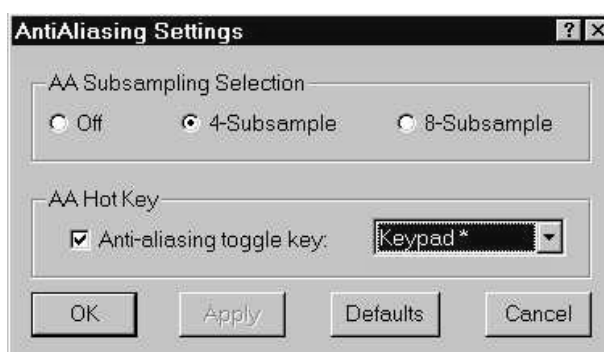 AntiAliasing Settings
AA Subsampling Selection
Off 4-Subsample 8-Subsample
AA Hot Key
Anti-aliasing toggle key: Keypad *
OK Apply Defaults Cancel